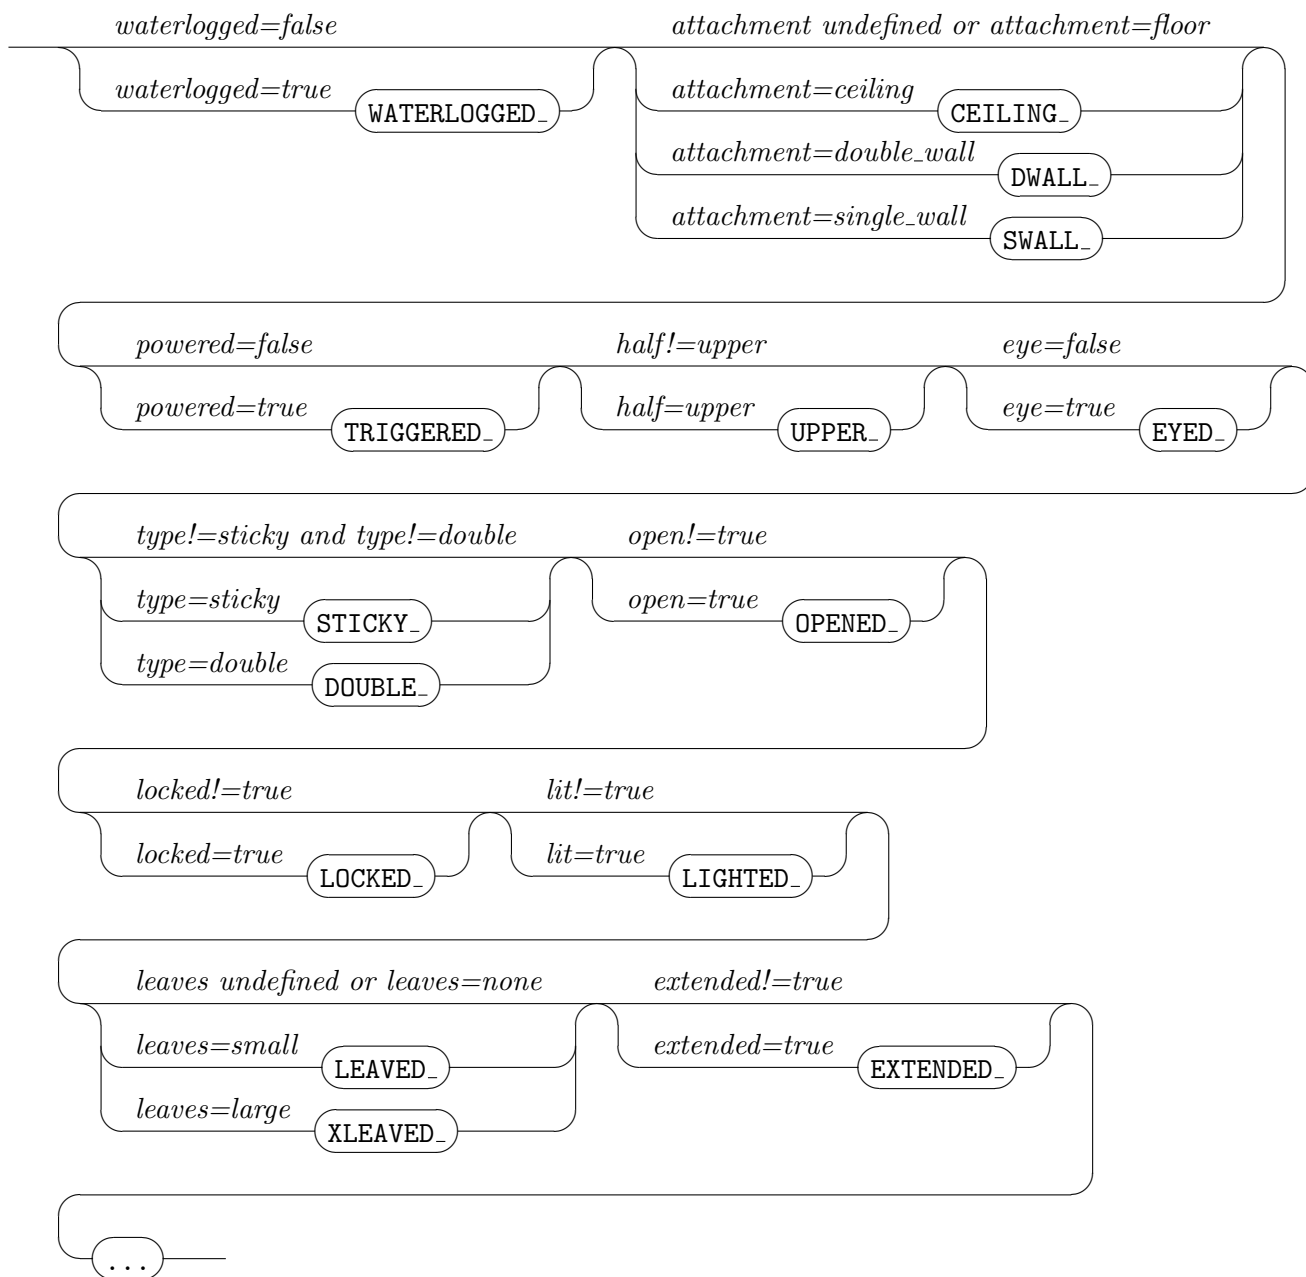 waterlogged=false attachment undefined or attachment=floor
waterlogged=true WATERLOGGED_ attachment=ceiling CEILING_
attachment=double_wall DWALL_
attachment=single_wall SWALL_
powered=false half!=upper eye=false
powered=true TRIGGERED_ half=upper UPPER_ eye=true EYED_
type!=sticky and type!=double open!=true
type=sticky STICKY_ open=true OPENED_
type=double DOUBLE_
locked!=true lit!=true
locked=true LOCKED_ lit=true LIGHTED_
leaves undefined or leaves=none extended!=true
leaves=small LEAVED_ extended=true EXTENDED_
leaves=large XLEAVED_
...